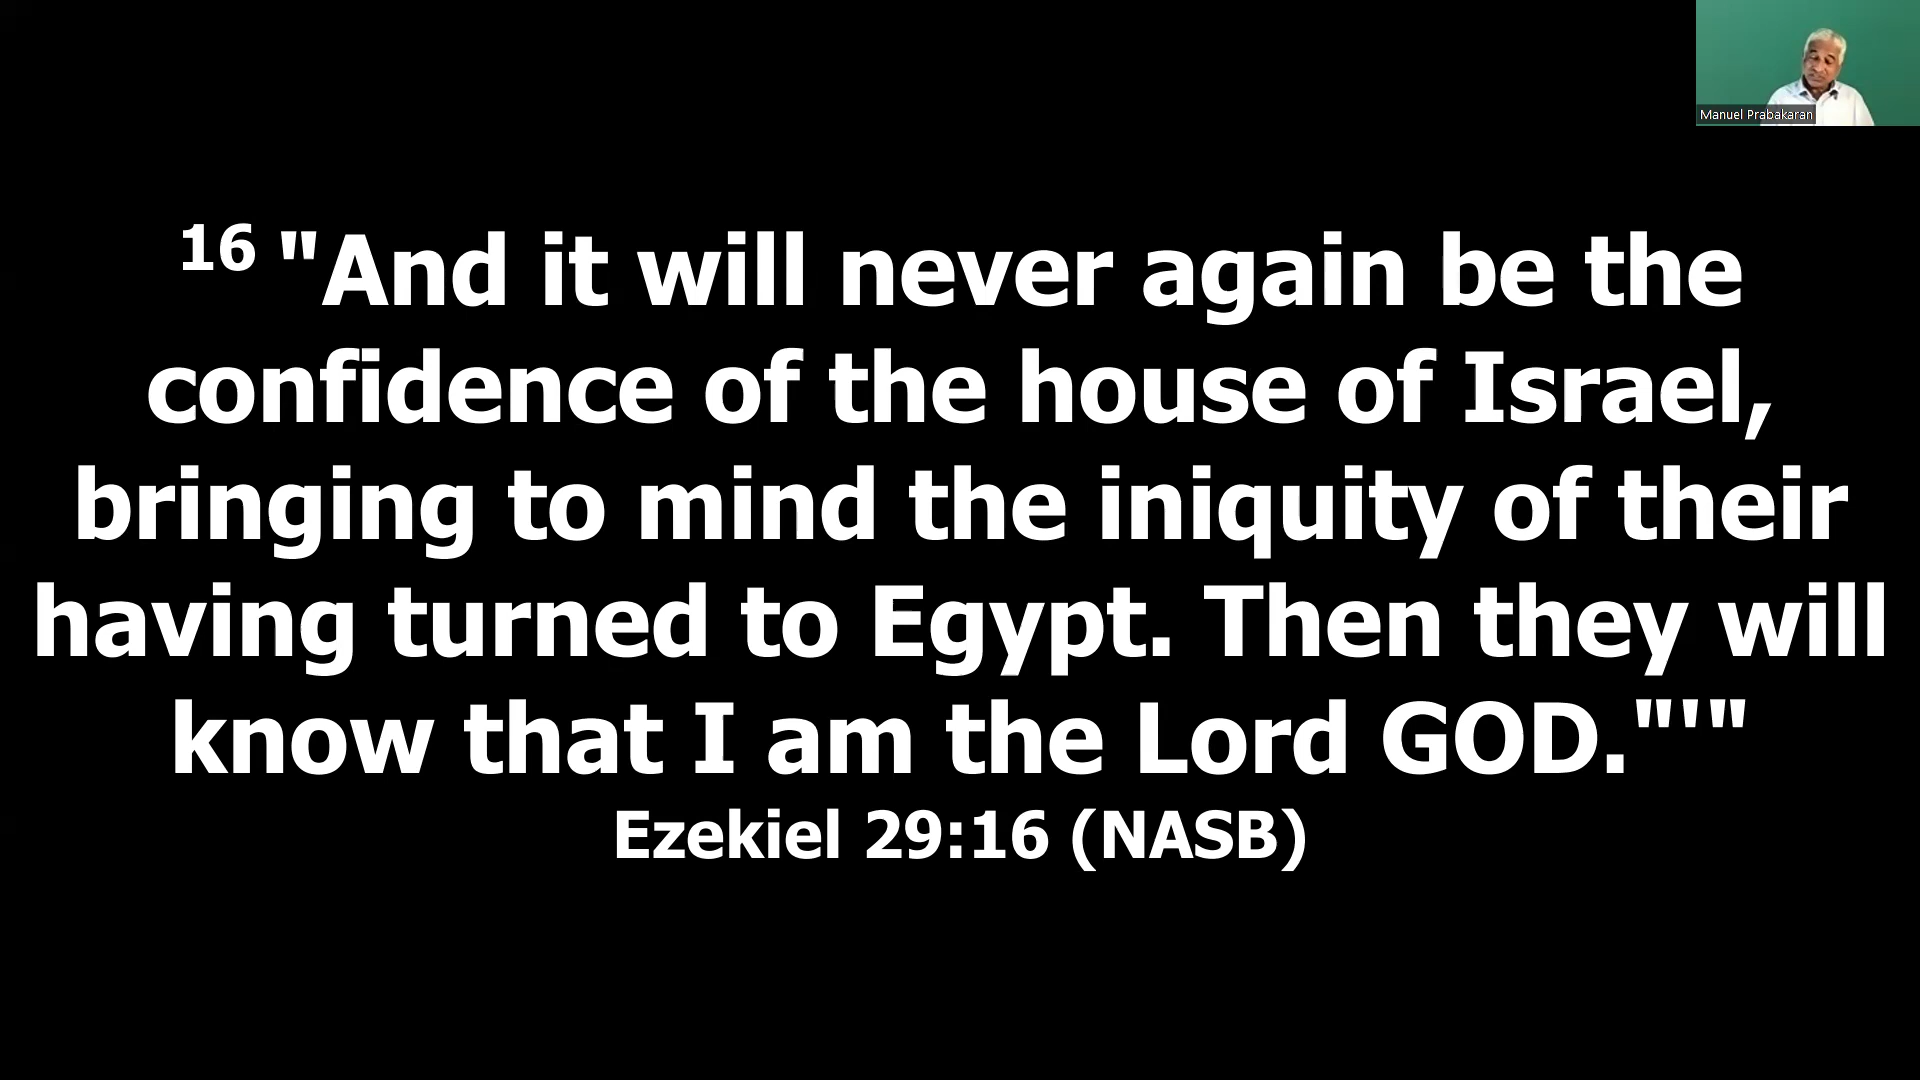 Manuel Prabakaran
16 "And it will never again be the
confidence of the house of Israel,
bringing to mind the iniquity of their
having turned to Egypt. Then they will
know that I am the Lord GOD."'"
Ezekiel 29:16 (NASB)